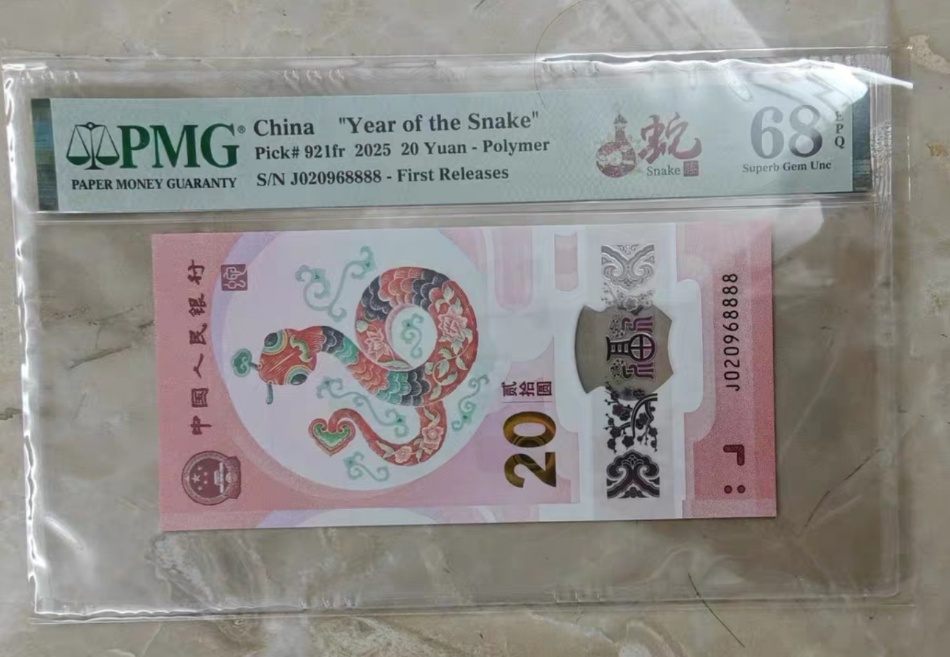 PMG
PAPER MONEY GUARANTY
China "Year of the Snake"
Pick# 921fr 2025 20 Yuan - Polymer
S/N J020968888 - First Releases
蛇
Snake
68
EPQ
Superb Gem Unc
中国人民银行
贰拾圆
20
福
J020968888